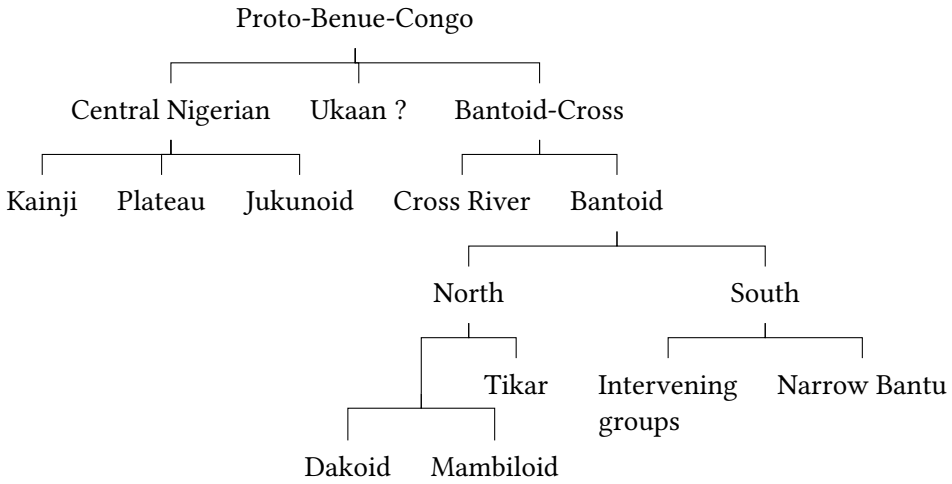 Proto-Benue-Congo
Central Nigerian Ukaan ? Bantoid-Cross
Kainji Plateau Jukunoid Cross River Bantoid
North South
Tikar Intervening Narrow Bantu
groups
Dakoid Mambiloid